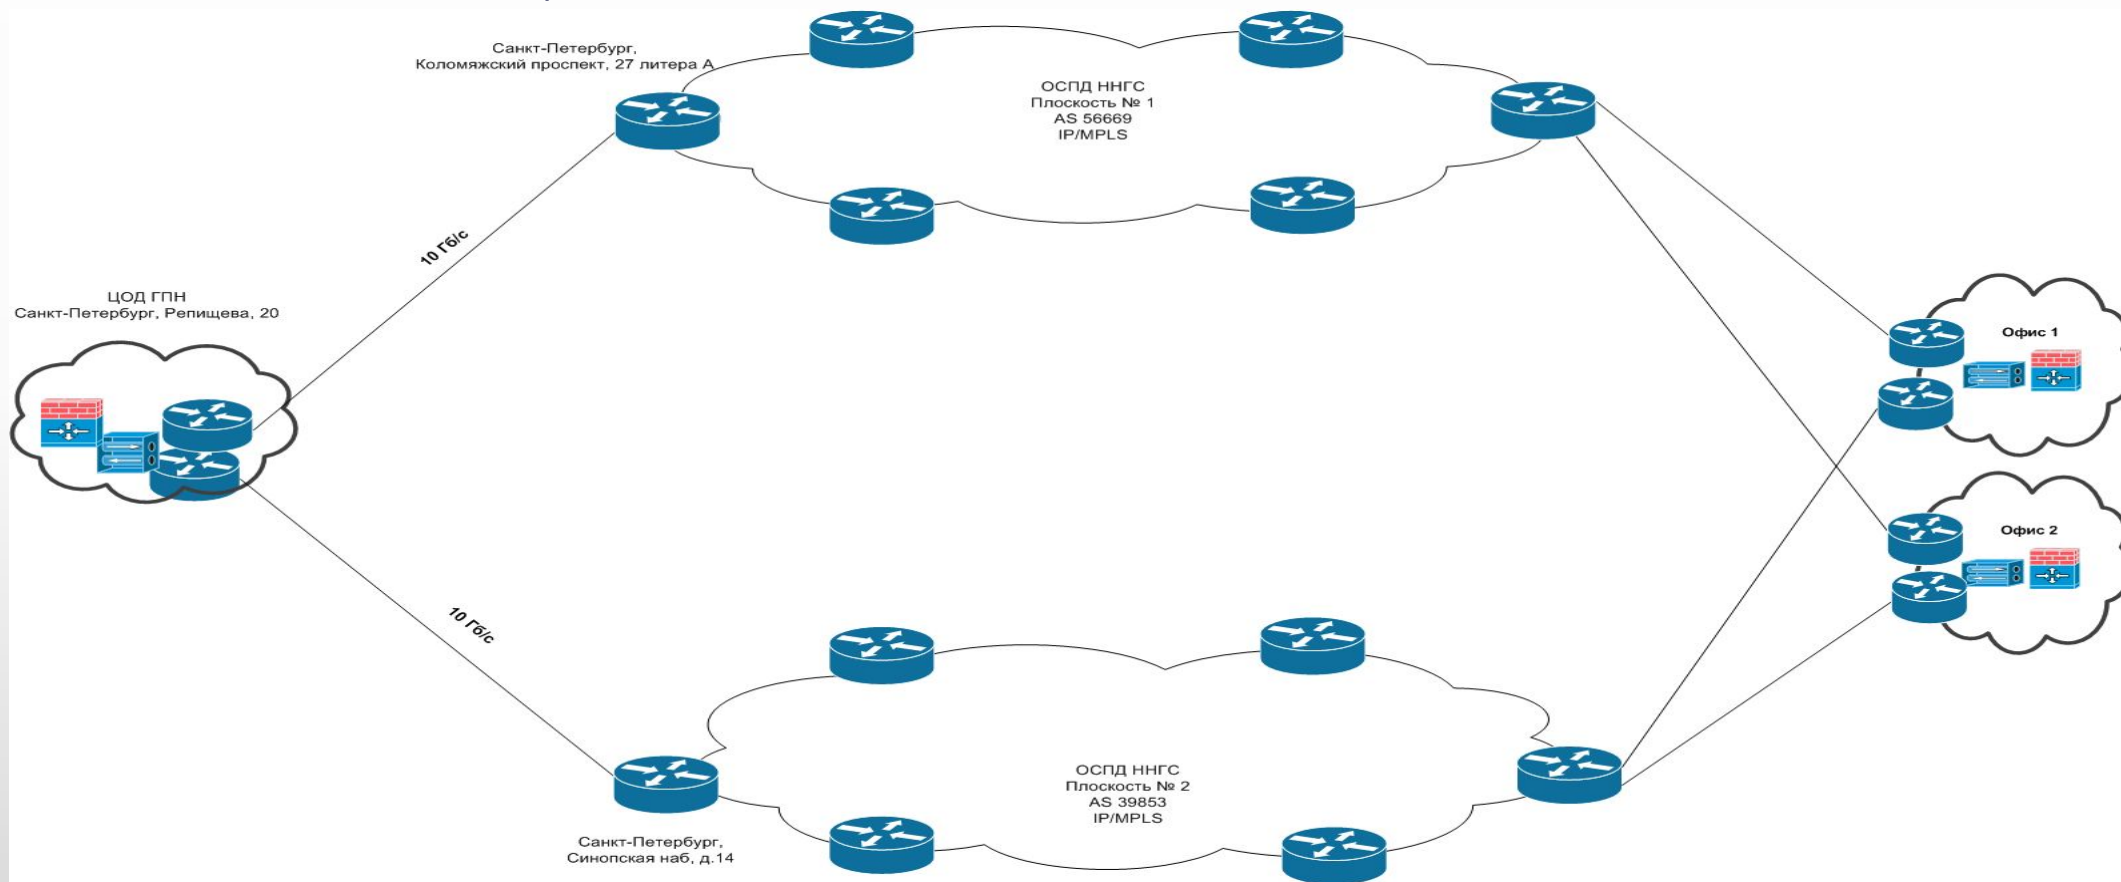 Санкт-Петербург,
Коломяжский проспект, 27 литера А
ОСПД ННГС
Плоскость № 1
AS 56669
IP/MPLS
10 Гб/с
ЦОД ГПН
Санкт-Петербург, Репищева, 20
Офис 1
Офис 2
10 Гб/с
ОСПД ННГС
Плоскость № 2
AS 39853
IP/MPLS
Санкт-Петербург,
Синопская наб, д.14